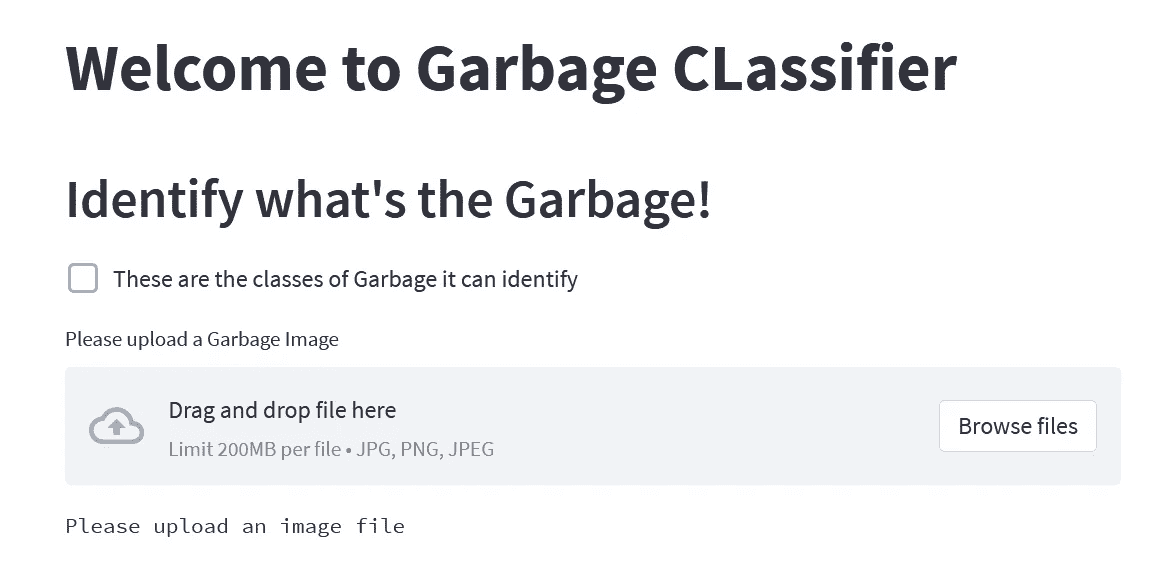 Welcome to Garbage CLassifier
Identify what's the Garbage!
These are the classes of Garbage it can identify
Please upload a Garbage Image
Drag and drop file here
Limit 200MB per file • JPG, PNG, JPEG
Browse files
Please upload an image file